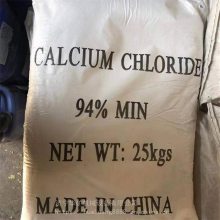 CALCIUM CHLORIDE
94% MIN
NET WT: 25kgs
MADE IN CHINA